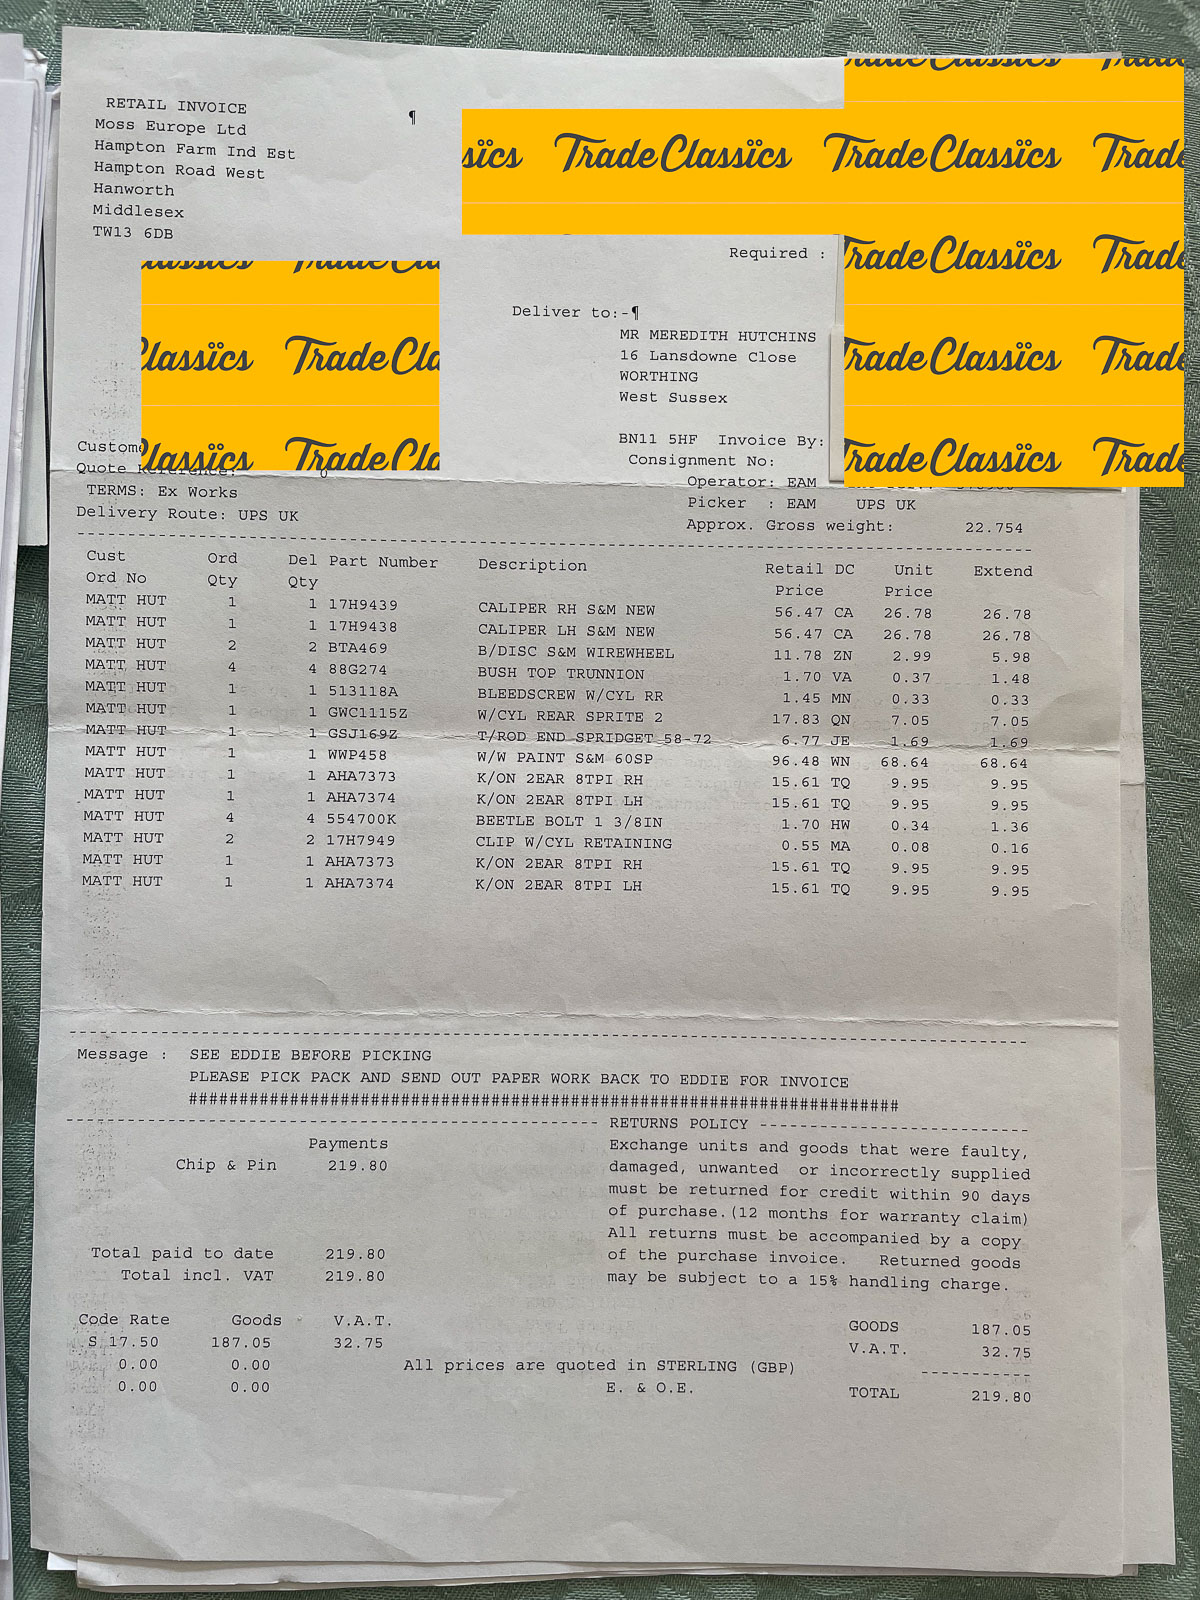 RETAIL INVOICE
Moss Europe Ltd
Hampton Farm Ind Est
Hampton Road West
Hanworth
Middlesex
TW13 6DB
¶
Trade Classics
Required :
Deliver to:-¶
MR MEREDITH HUTCHINS
16 Lansdowne Close
WORTHING
West Sussex
BN11 5HF Invoice By:
Consignment No:
Operator: EAM
Picker : EAM UPS UK
Approx. Gross weight: 22.754
Quote Reference: 0
TERMS: Ex Works
Delivery Route: UPS UK
Cust Ord Del Part Number Description Retail DC Unit Extend
Ord No Qty Qty Price Price
MATT HUT 1 1 17H9439 CALIPER RH S&M NEW 56.47 CA 26.78 26.78
MATT HUT 1 1 17H9438 CALIPER LH S&M NEW 56.47 CA 26.78 26.78
MATT HUT 2 2 BTA469 B/DISC S&M WIREWHEEL 11.78 ZN 2.99 5.98
MATT HUT 4 4 88G274 BUSH TOP TRUNNION 1.70 VA 0.37 1.48
MATT HUT 1 1 513118A BLEEDSCREW W/CYL RR 1.45 MN 0.33 0.33
MATT HUT 1 1 GWC1115Z W/CYL REAR SPRITE 2 17.83 QN 7.05 7.05
MATT HUT 1 1 GSJ169Z T/ROD END SPRIDGET 58-72 6.77 JE 1.69 1.69
MATT HUT 1 1 WWP458 W/W PAINT S&M 60SP 96.48 WN 68.64 68.64
MATT HUT 1 1 AHA7373 K/ON 2EAR 8TPI RH 15.61 TQ 9.95 9.95
MATT HUT 1 1 AHA7374 K/ON 2EAR 8TPI LH 15.61 TQ 9.95 9.95
MATT HUT 4 4 554700K BEETLE BOLT 1 3/8IN 1.70 HW 0.34 1.36
MATT HUT 2 2 17H7949 CLIP W/CYL RETAINING 0.55 MA 0.08 0.16
MATT HUT 1 1 AHA7373 K/ON 2EAR 8TPI RH 15.61 TQ 9.95 9.95
MATT HUT 1 1 AHA7374 K/ON 2EAR 8TPI LH 15.61 TQ 9.95 9.95
Message : SEE EDDIE BEFORE PICKING
PLEASE PICK PACK AND SEND OUT PAPER WORK BACK TO EDDIE FOR INVOICE
Payments
Chip & Pin 219.80
Total paid to date 219.80
Total incl. VAT 219.80
Code Rate Goods V.A.T.
S 17.50 187.05 32.75
0.00 0.00
0.00 0.00
RETURNS POLICY
Exchange units and goods that were faulty,
damaged, unwanted or incorrectly supplied
must be returned for credit within 90 days
of purchase.(12 months for warranty claim)
All returns must be accompanied by a copy
of the purchase invoice. Returned goods
may be subject to a 15% handling charge.
All prices are quoted in STERLING (GBP)
E. & O.E.
GOODS 187.05
V.A.T. 32.75
TOTAL 219.80